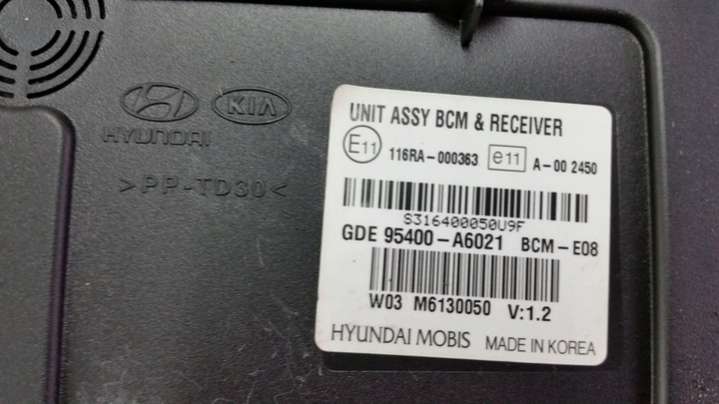 HYUNDAI
KIA
>PP-TD30<
UNIT ASSY BCM & RECEIVER
E11 116RA-000363 e11 A-00 2450
S316400050U9F
GDE 95400-A6021 BCM-E08
W03 M6130050 V:1.2
HYUNDAI MOBIS MADE IN KOREA